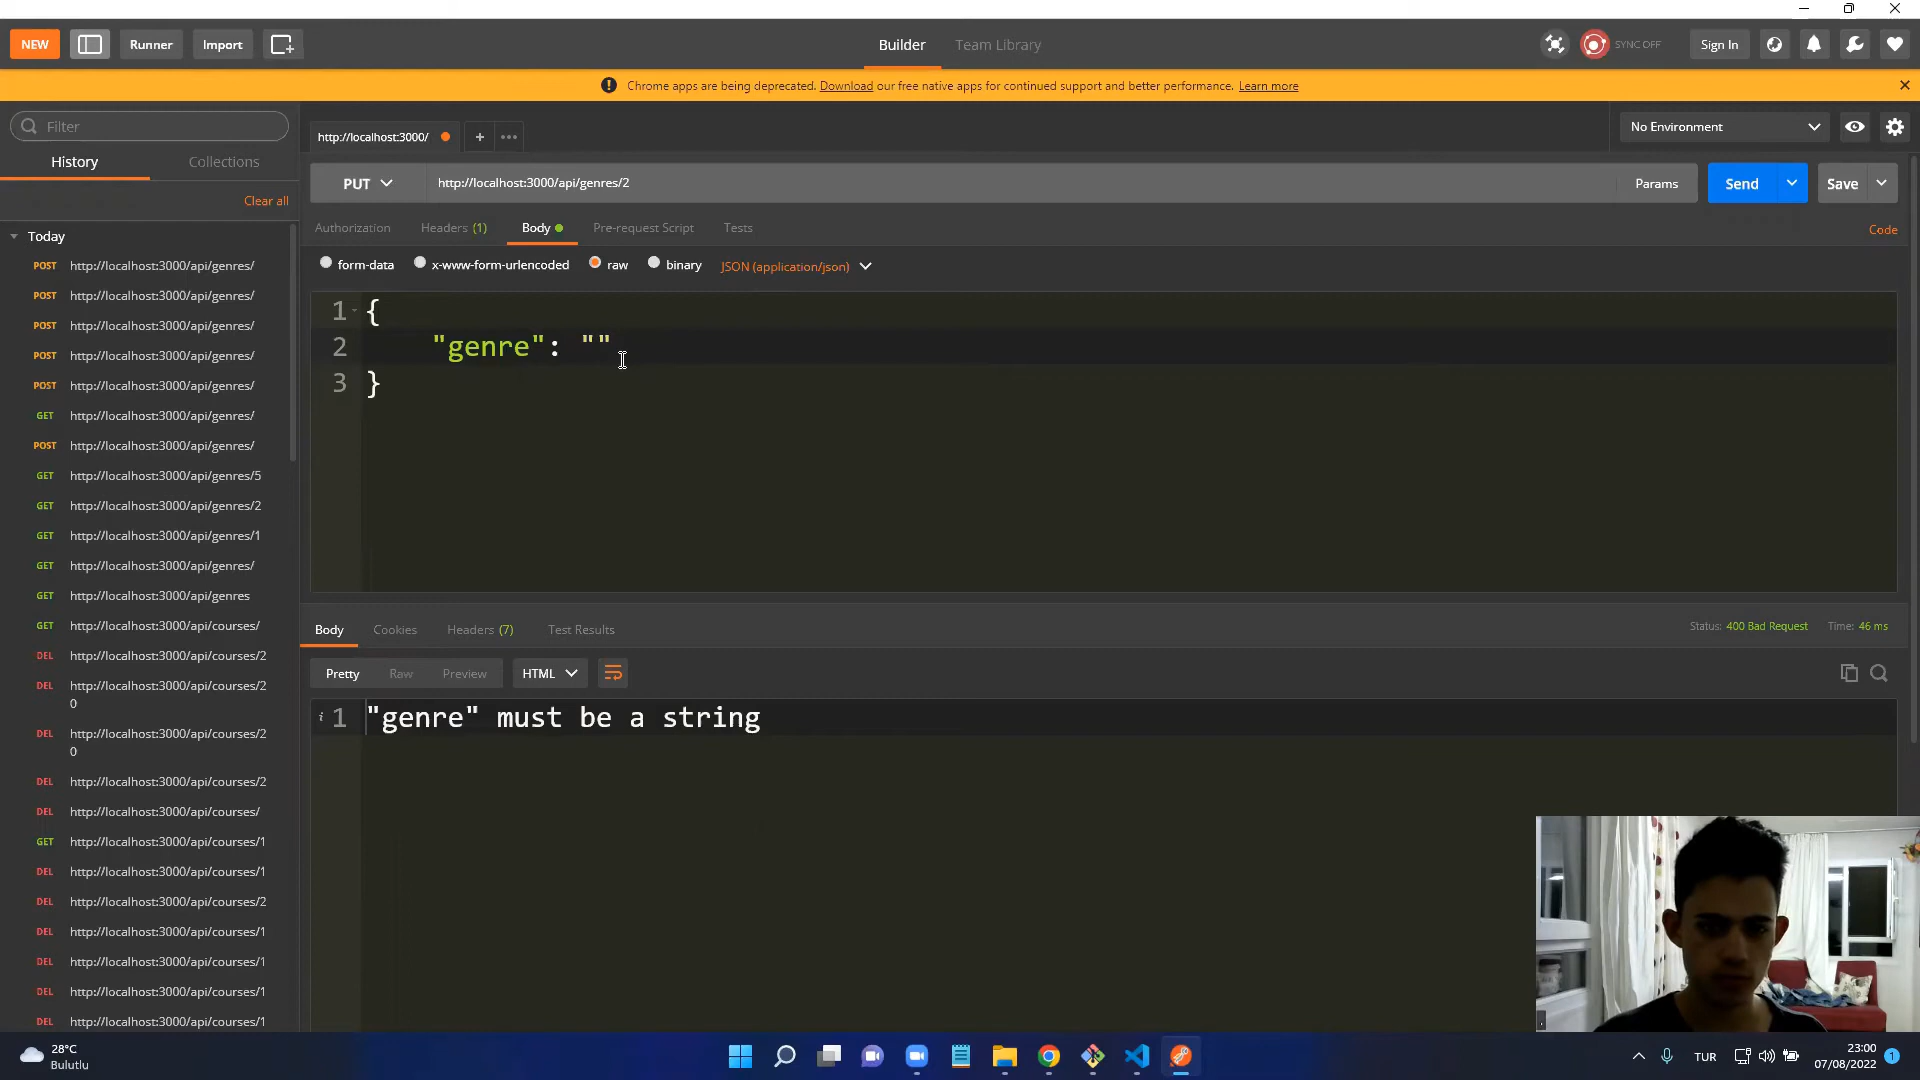 NEW
Runner
Import
Builder
Team Library
SYNC OFF
Sign In
Chrome apps are being deprecated. Download our free native apps for continued support and better performance. Learn more
Filter
History
Collections
Clear all
Today
POST http://localhost:3000/api/genres/
POST http://localhost:3000/api/genres/
POST http://localhost:3000/api/genres/
POST http://localhost:3000/api/genres/
POST http://localhost:3000/api/genres/
GET http://localhost:3000/api/genres/
POST http://localhost:3000/api/genres/
GET http://localhost:3000/api/genres/5
GET http://localhost:3000/api/genres/2
GET http://localhost:3000/api/genres/1
GET http://localhost:3000/api/genres/
GET http://localhost:3000/api/genres
GET http://localhost:3000/api/courses/
DEL http://localhost:3000/api/courses/2
DEL http://localhost:3000/api/courses/2
0
DEL http://localhost:3000/api/courses/2
0
DEL http://localhost:3000/api/courses/2
DEL http://localhost:3000/api/courses/
GET http://localhost:3000/api/courses/1
DEL http://localhost:3000/api/courses/1
DEL http://localhost:3000/api/courses/2
DEL http://localhost:3000/api/courses/1
DEL http://localhost:3000/api/courses/1
DEL http://localhost:3000/api/courses/1
DEL http://localhost:3000/api/courses/1
http://localhost:3000/
No Environment
PUT http://localhost:3000/api/genres/2
Params
Send
Save
Authorization
Headers (1)
Body
Pre-request Script
Tests
Code
form-data
x-www-form-urlencoded
raw
binary
JSON (application/json)
1 {
2 "genre": ""
3 }
Body
Cookies
Headers (7)
Test Results
Status: 400 Bad Request
Time: 46 ms
Pretty
Raw
Preview
HTML
i 1 "genre" must be a string
28°C
Bulutlu
TUR
23:00
07/08/2022
1